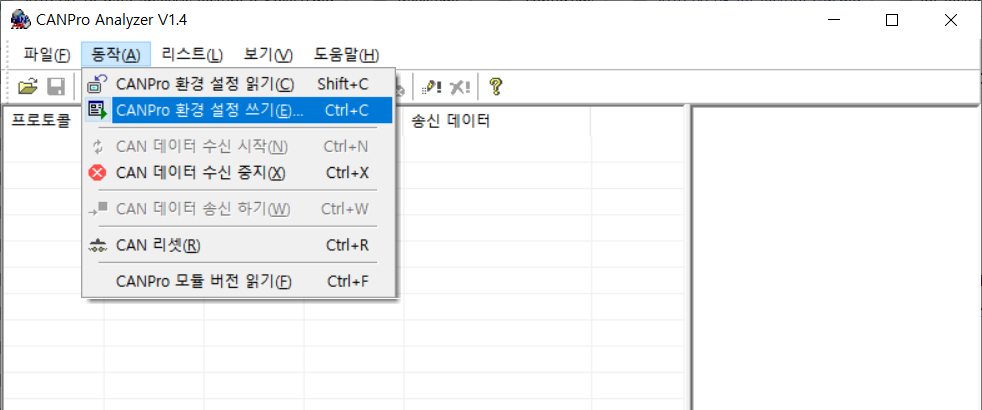 CANPro Analyzer V1.4
파일(F) 동작(A) 리스트(L) 보기(V) 도움말(H)
CANPro 환경 설정 읽기(C) Shift+C
CANPro 환경 설정 쓰기(E)... Ctrl+C
프로토콜 송신 데이터
CAN 데이터 수신 시작(N) Ctrl+N
CAN 데이터 수신 중지(X) Ctrl+X
CAN 데이터 송신 하기(W) Ctrl+W
CAN 리셋(R) Ctrl+R
CANPro 모듈 버전 읽기(F) Ctrl+F